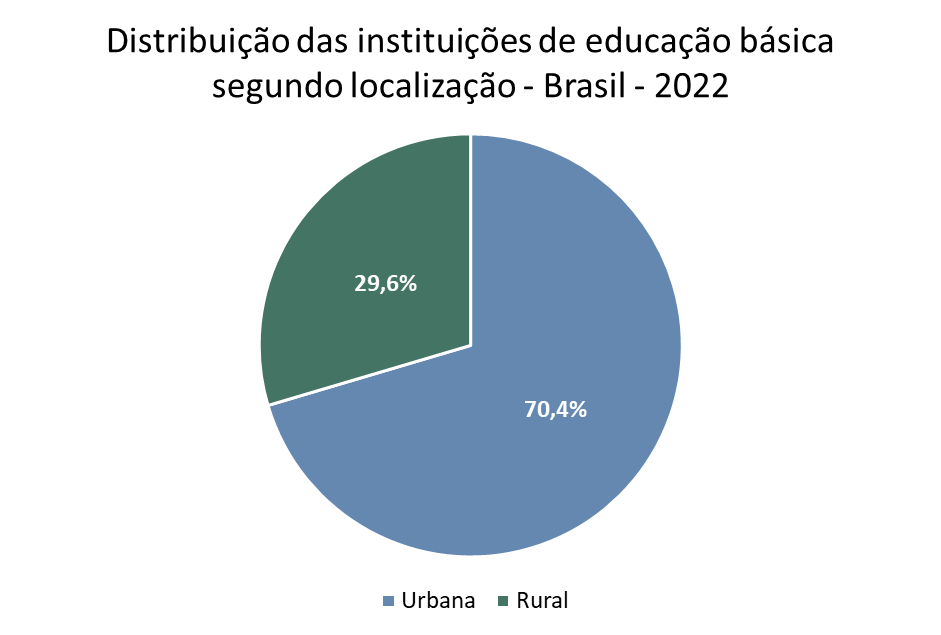 Distribuição das instituições de educação básica
segundo localização - Brasil - 2022
29,6%
70,4%
Urbana
Rural